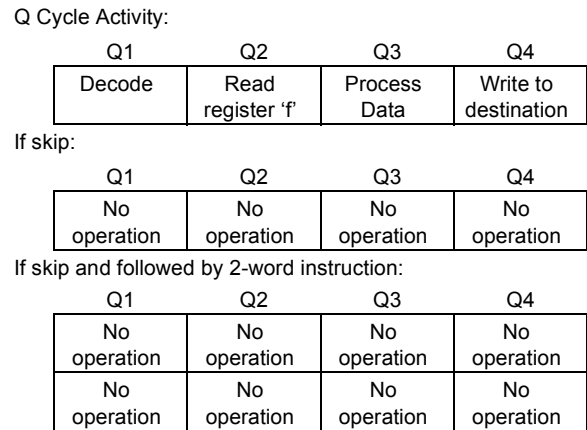 Q Cycle Activity:
Q1 Q2 Q3 Q4
Decode Read Process Write to
register ‘f’ Data destination
If skip:
Q1 Q2 Q3 Q4
No No No No
operation operation operation operation
If skip and followed by 2-word instruction:
Q1 Q2 Q3 Q4
No No No No
operation operation operation operation
No No No No
operation operation operation operation